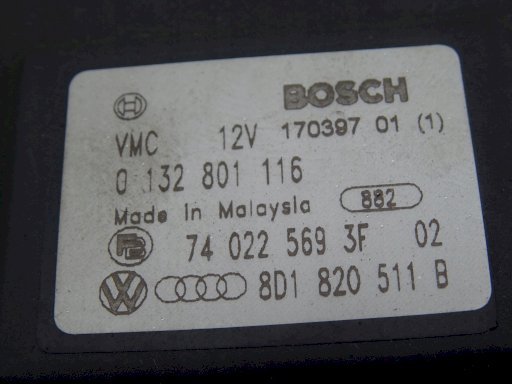 BOSCH
VMC 12V 170397 01 (1)
0 132 801 116
Made In Malaysia 882
74 022 569 3F 02
8D1 820 511 B